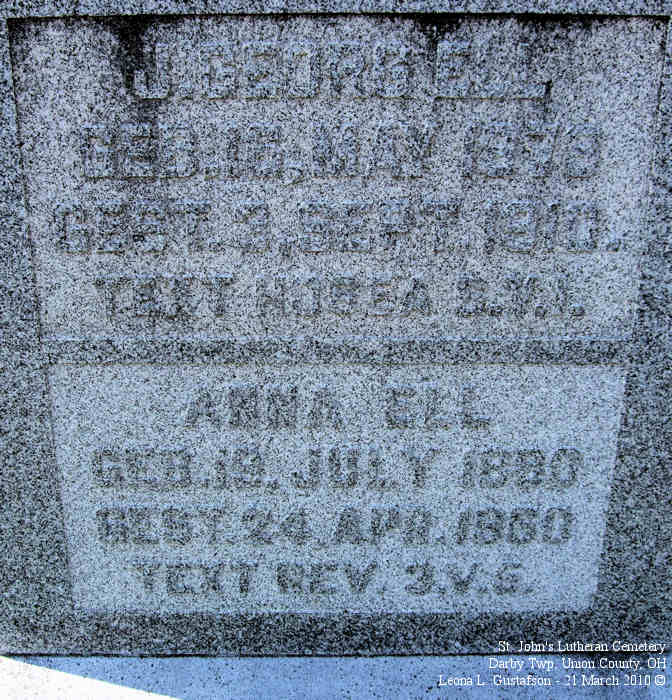 J. GEORG ELL
GEB. 16, MAY 1878
GEST. 3, SEPT. 1910.
TEXT HOSEA
ANNA ELL
GEB. 19, JULY 1880
GEST. 24, APR. 1950
TEXT REV. 3. V. 5.
St. John's Lutheran Cemetery
Darby Twp, Union County, OH
Leona L. Gustafson - 21 March 2010 ©